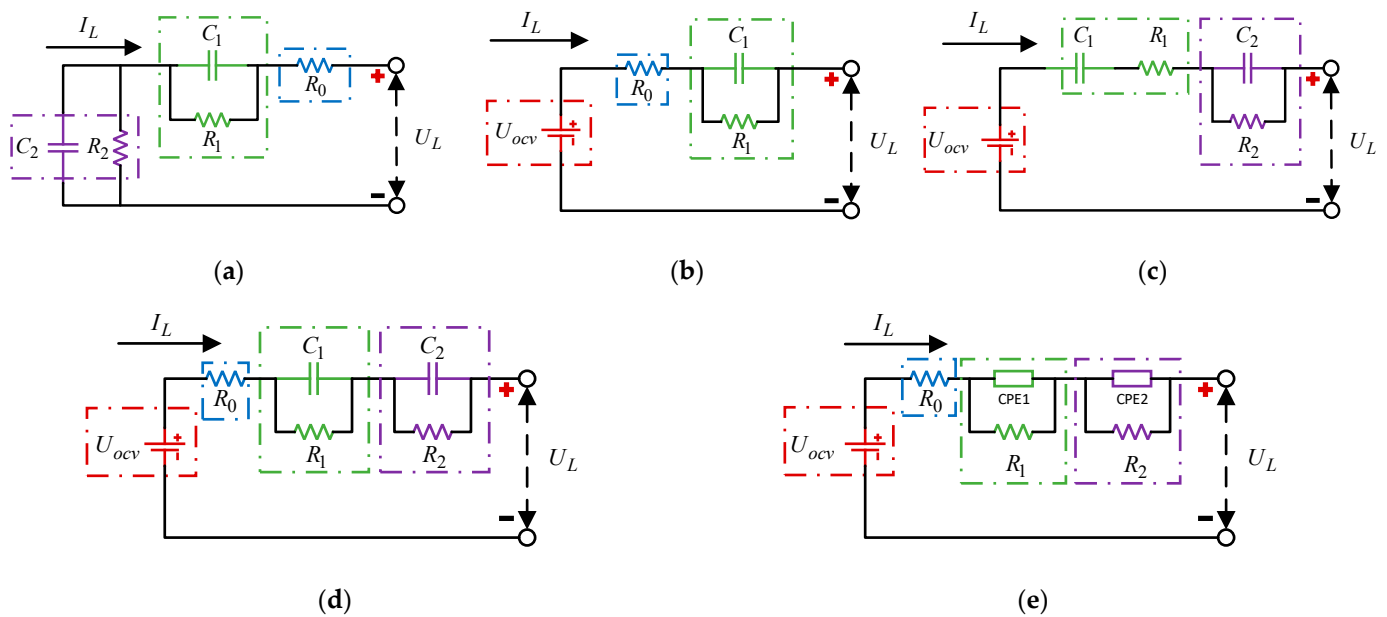 I_L
C_1
R_0
+
R_1
C_2
R_2
U_L
−
(a)
I_L
C_1
R_0
+
U_ocv
+
R_1
U_L
−
(b)
I_L
C_1
R_1
C_2
+
U_ocv
+
R_2
U_L
−
(c)
I_L
C_1
C_2
R_0
+
U_ocv
+
R_1
R_2
U_L
−
(d)
I_L
R_0
CPE1
CPE2
+
U_ocv
+
R_1
R_2
U_L
−
(e)